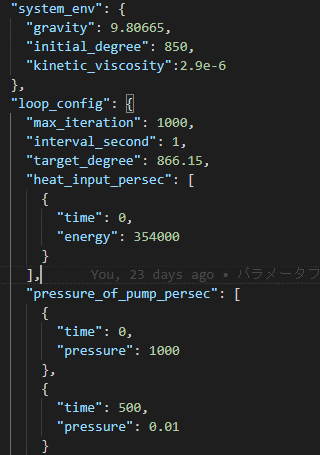 "system_env": {
"gravity": 9.80665,
"initial_degree": 850,
"kinetic_viscosity":2.9e-6
},
"loop_config": {
"max_iteration": 1000,
"interval_second": 1,
"target_degree": 866.15,
"heat_input_persec": [
{
"time": 0,
"energy": 354000
}
], You, 23 days ago • パラメータフ
"pressure_of_pump_persec": [
{
"time": 0,
"pressure": 1000
},
{
"time": 500,
"pressure": 0.01
}